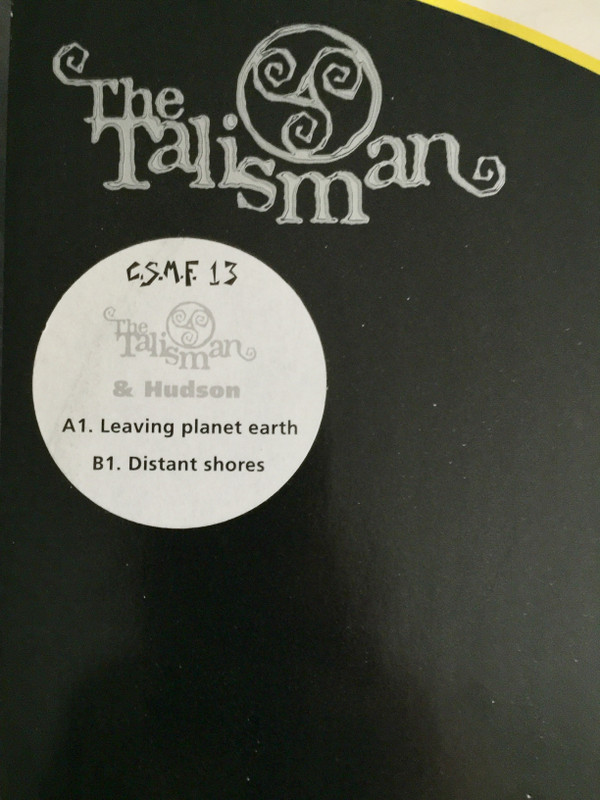 The
Talisman
C.S.M.F. 13
The
Talisman
& Hudson
A1. Leaving planet earth
B1. Distant shores